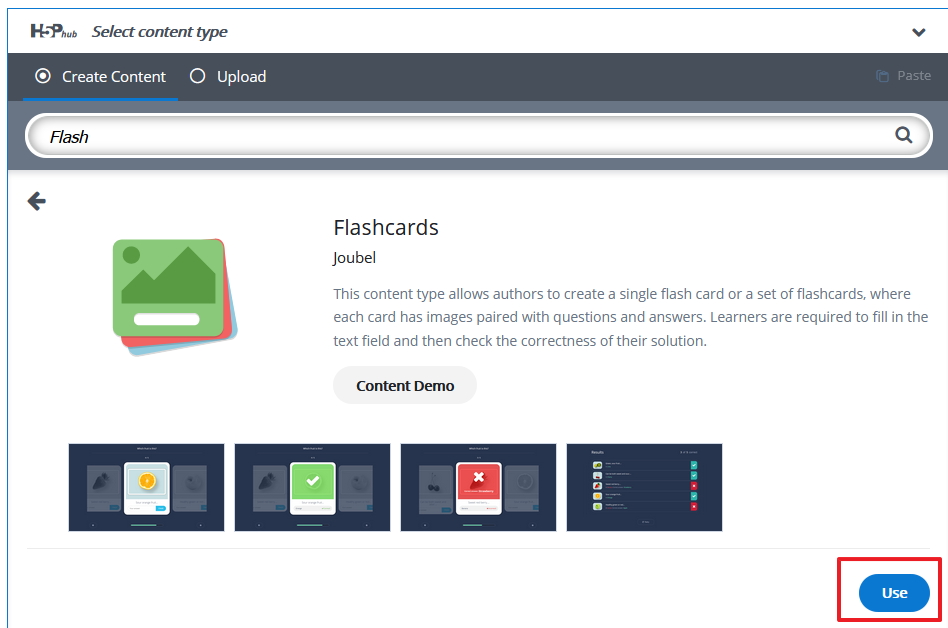 H5P hub Select content type
Create Content Upload Paste
Flash
Flashcards
Joubel
This content type allows authors to create a single flash card or a set of flashcards, where
each card has images paired with questions and answers. Learners are required to fill in the
text field and then check the correctness of their solution.
Content Demo
Results
Use